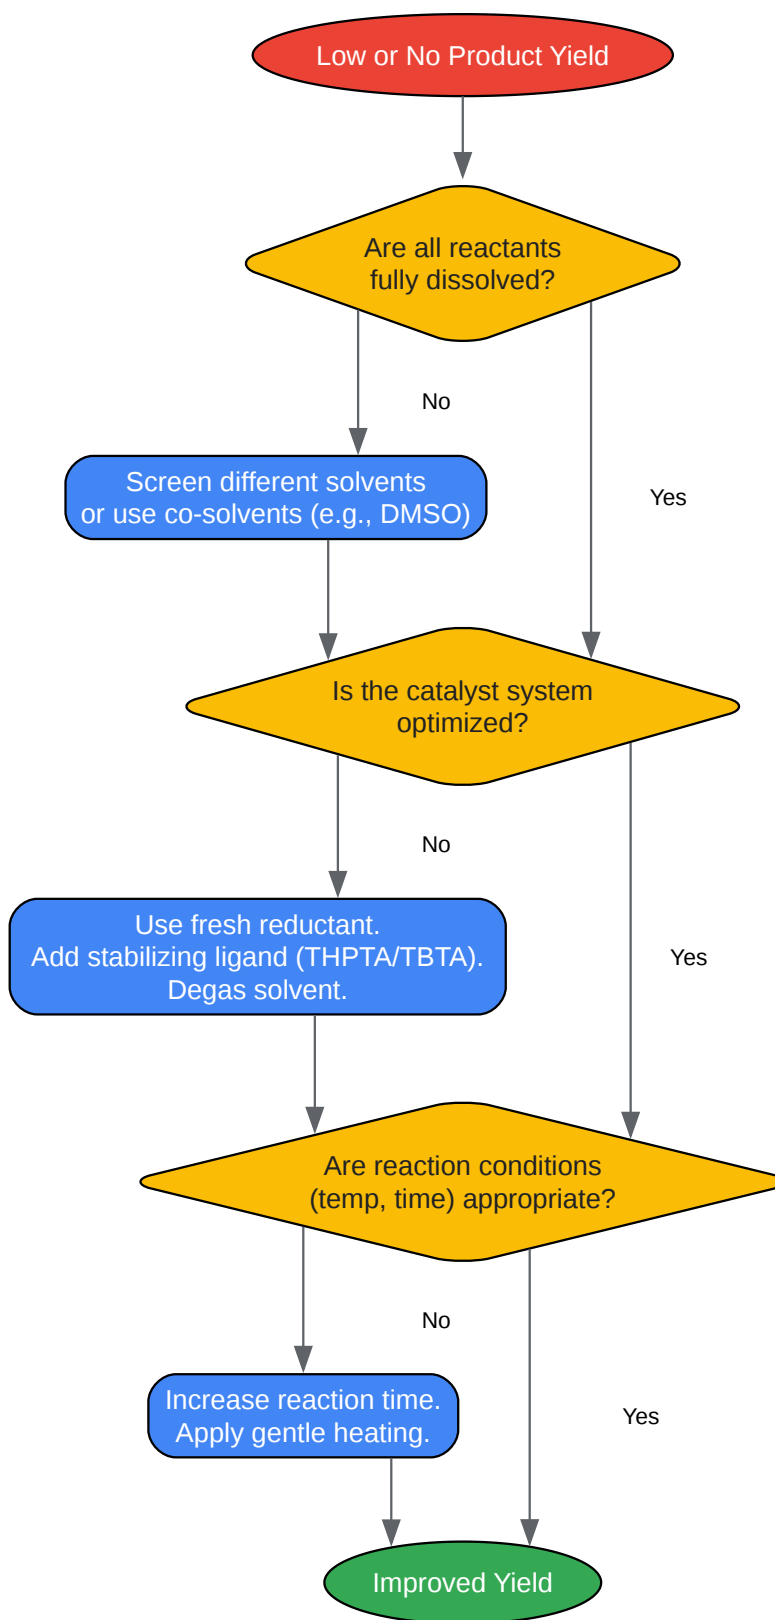 Low or No Product Yield
Are all reactants
fully dissolved?
No
Screen different solvents
or use co-solvents (e.g., DMSO)
Yes
Is the catalyst system
optimized?
No
Use fresh reductant.
Add stabilizing ligand (THPTA/TBTA).
Degas solvent.
Yes
Are reaction conditions
(temp, time) appropriate?
No
Increase reaction time.
Apply gentle heating.
Yes
Improved Yield